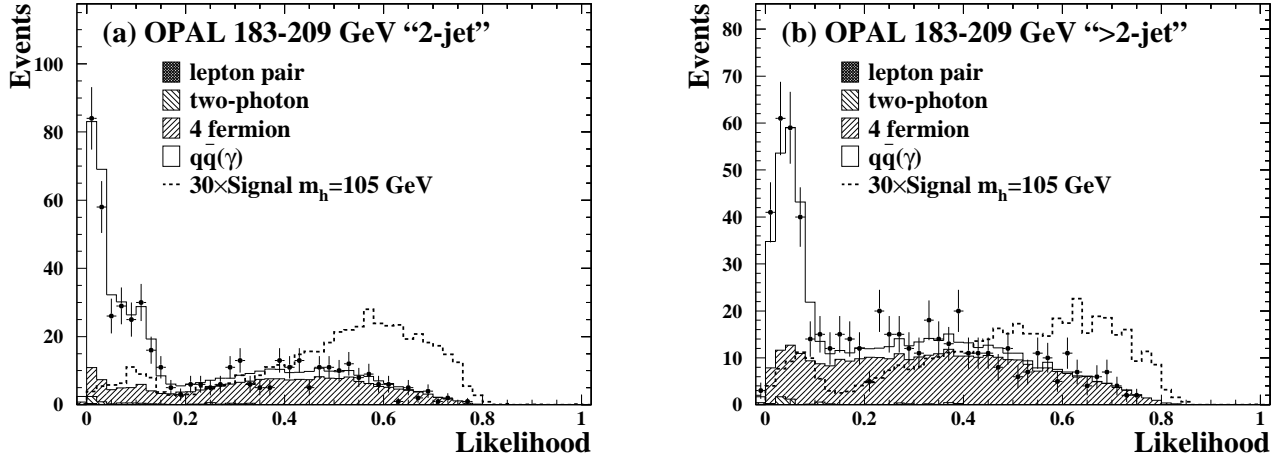 (a) OPAL 183-209 GeV “2-jet”
Events
lepton pair
two-photon
4 fermion
qq̄(γ)
30×Signal m_h=105 GeV
100
80
60
40
20
0
0 0.2 0.4 0.6 0.8 1
Likelihood
(b) OPAL 183-209 GeV “>2-jet”
Events
lepton pair
two-photon
4 fermion
qq̄(γ)
30×Signal m_h=105 GeV
80
70
60
50
40
30
20
10
0
0 0.2 0.4 0.6 0.8 1
Likelihood